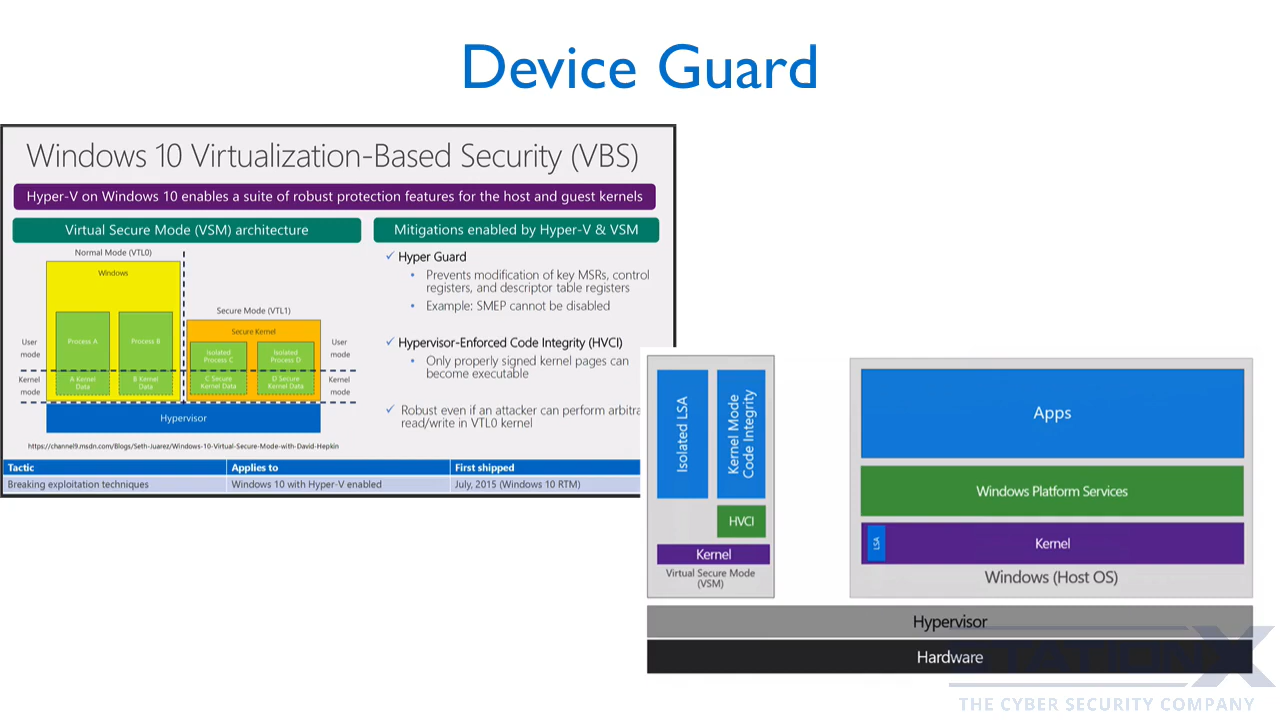 Device Guard
Windows 10 Virtualization-Based Security (VBS)
Hyper-V on Windows 10 enables a suite of robust protection features for the host and guest kernels
Virtual Secure Mode (VSM) architecture
Normal Mode (VTL0)
Windows
Process A
Process B
A Kernel
Data
B Kernel
Data
Secure Mode (VTL1)
Secure Kernel
Isolated
Process C
Isolated
Process D
C Secure
Kernel Data
D Secure
Kernel Data
User
mode
Kernel
mode
User
mode
Kernel
mode
Hypervisor
https://channel9.msdn.com/Blogs/Seth-Juarez/Windows-10-Virtual-Secure-Mode-with-David-Hepkin
Mitigations enabled by Hyper-V & VSM
✓ Hyper Guard
• Prevents modification of key MSRs, control
registers, and descriptor table registers
• Example: SMEP cannot be disabled
✓ Hypervisor-Enforced Code Integrity (HVCI)
• Only properly signed kernel pages can
become executable
✓ Robust even if an attacker can perform arbitra
read/write in VTL0 kernel
Tactic Applies to First shipped
Breaking exploitation techniques Windows 10 with Hyper-V enabled July, 2015 (Windows 10 RTM)
Isolated LSA
Kernel Mode
Code Integrity
HVCI
Kernel
Virtual Secure Mode
(VSM)
Apps
Windows Platform Services
LSA
Kernel
Windows (Host OS)
Hypervisor
Hardware
STATIONX
THE CYBER SECURITY COMPANY